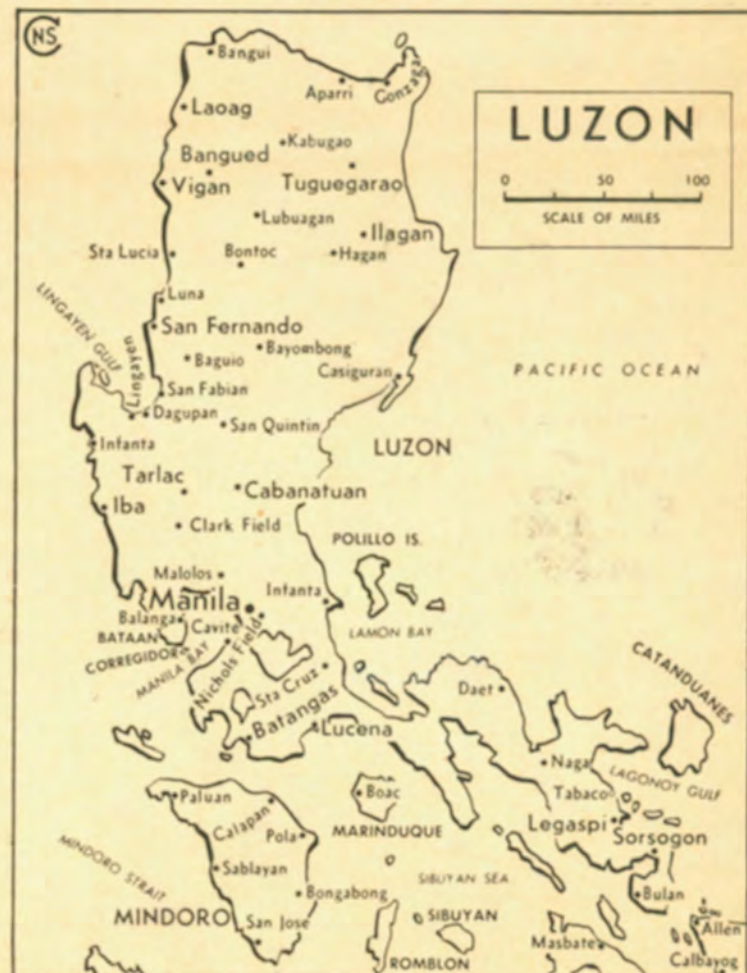 CNS
Bangui
Aparri
Gonzaga
LUZON
0 50 100
SCALE OF MILES
Laoag
Kabugao
Bangued
Vigan
Tuguegarao
Lubuagan
Ilagan
Sta Lucia
Bontoc
Hagan
Luna
LINGAYEN GULF
San Fernando
Baguio
Bayombong
Casiguran
PACIFIC OCEAN
Lingayen
San Fabian
Dagupan
San Quintin
Infanta
LUZON
Tarlac
Cabanatuan
Iba
Clark Field
POLILLO IS.
Malolos
Infanta
Manila
Balanga
Cavite
BATAAN
CORREGIDOR
MANILA BAY
Nichols Field
LAMON BAY
Sta Cruz
Daet
CATANDUANES
Batangas
Lucena
Naga
LAGONOY GULF
Paluan
Boac
Tabaco
Calapan
Pola
MARINDUQUE
Legaspi
Sorsogon
MINDORO STRAIT
Sablayan
SIBUYAN SEA
Bongabong
Bulan
MINDORO
San Jose
SIBUYAN
Allen
ROMBLON
Masbate
Calbayog